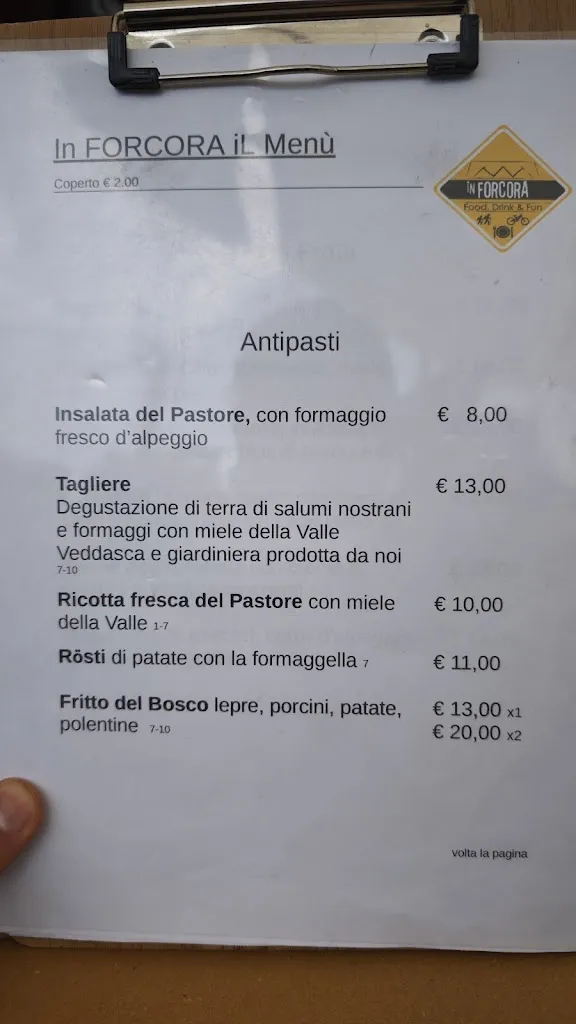 In FORCORA iL Menù
Coperto € 2.00
IN FORCORA
Food, Drink & Fun
Antipasti
Insalata del Pastore, con formaggio € 8,00
fresco d'alpeggio
Tagliere € 13,00
Degustazione di terra di salumi nostrani
e formaggi con miele della Valle
Veddasca e giardiniera prodotta da noi
7-10
Ricotta fresca del Pastore con miele € 10,00
della Valle 1-7
Rösti di patate con la formaggella 7 € 11,00
Fritto del Bosco lepre, porcini, patate, € 13,00 x1
polentine 7-10 € 20,00 x2
volta la pagina